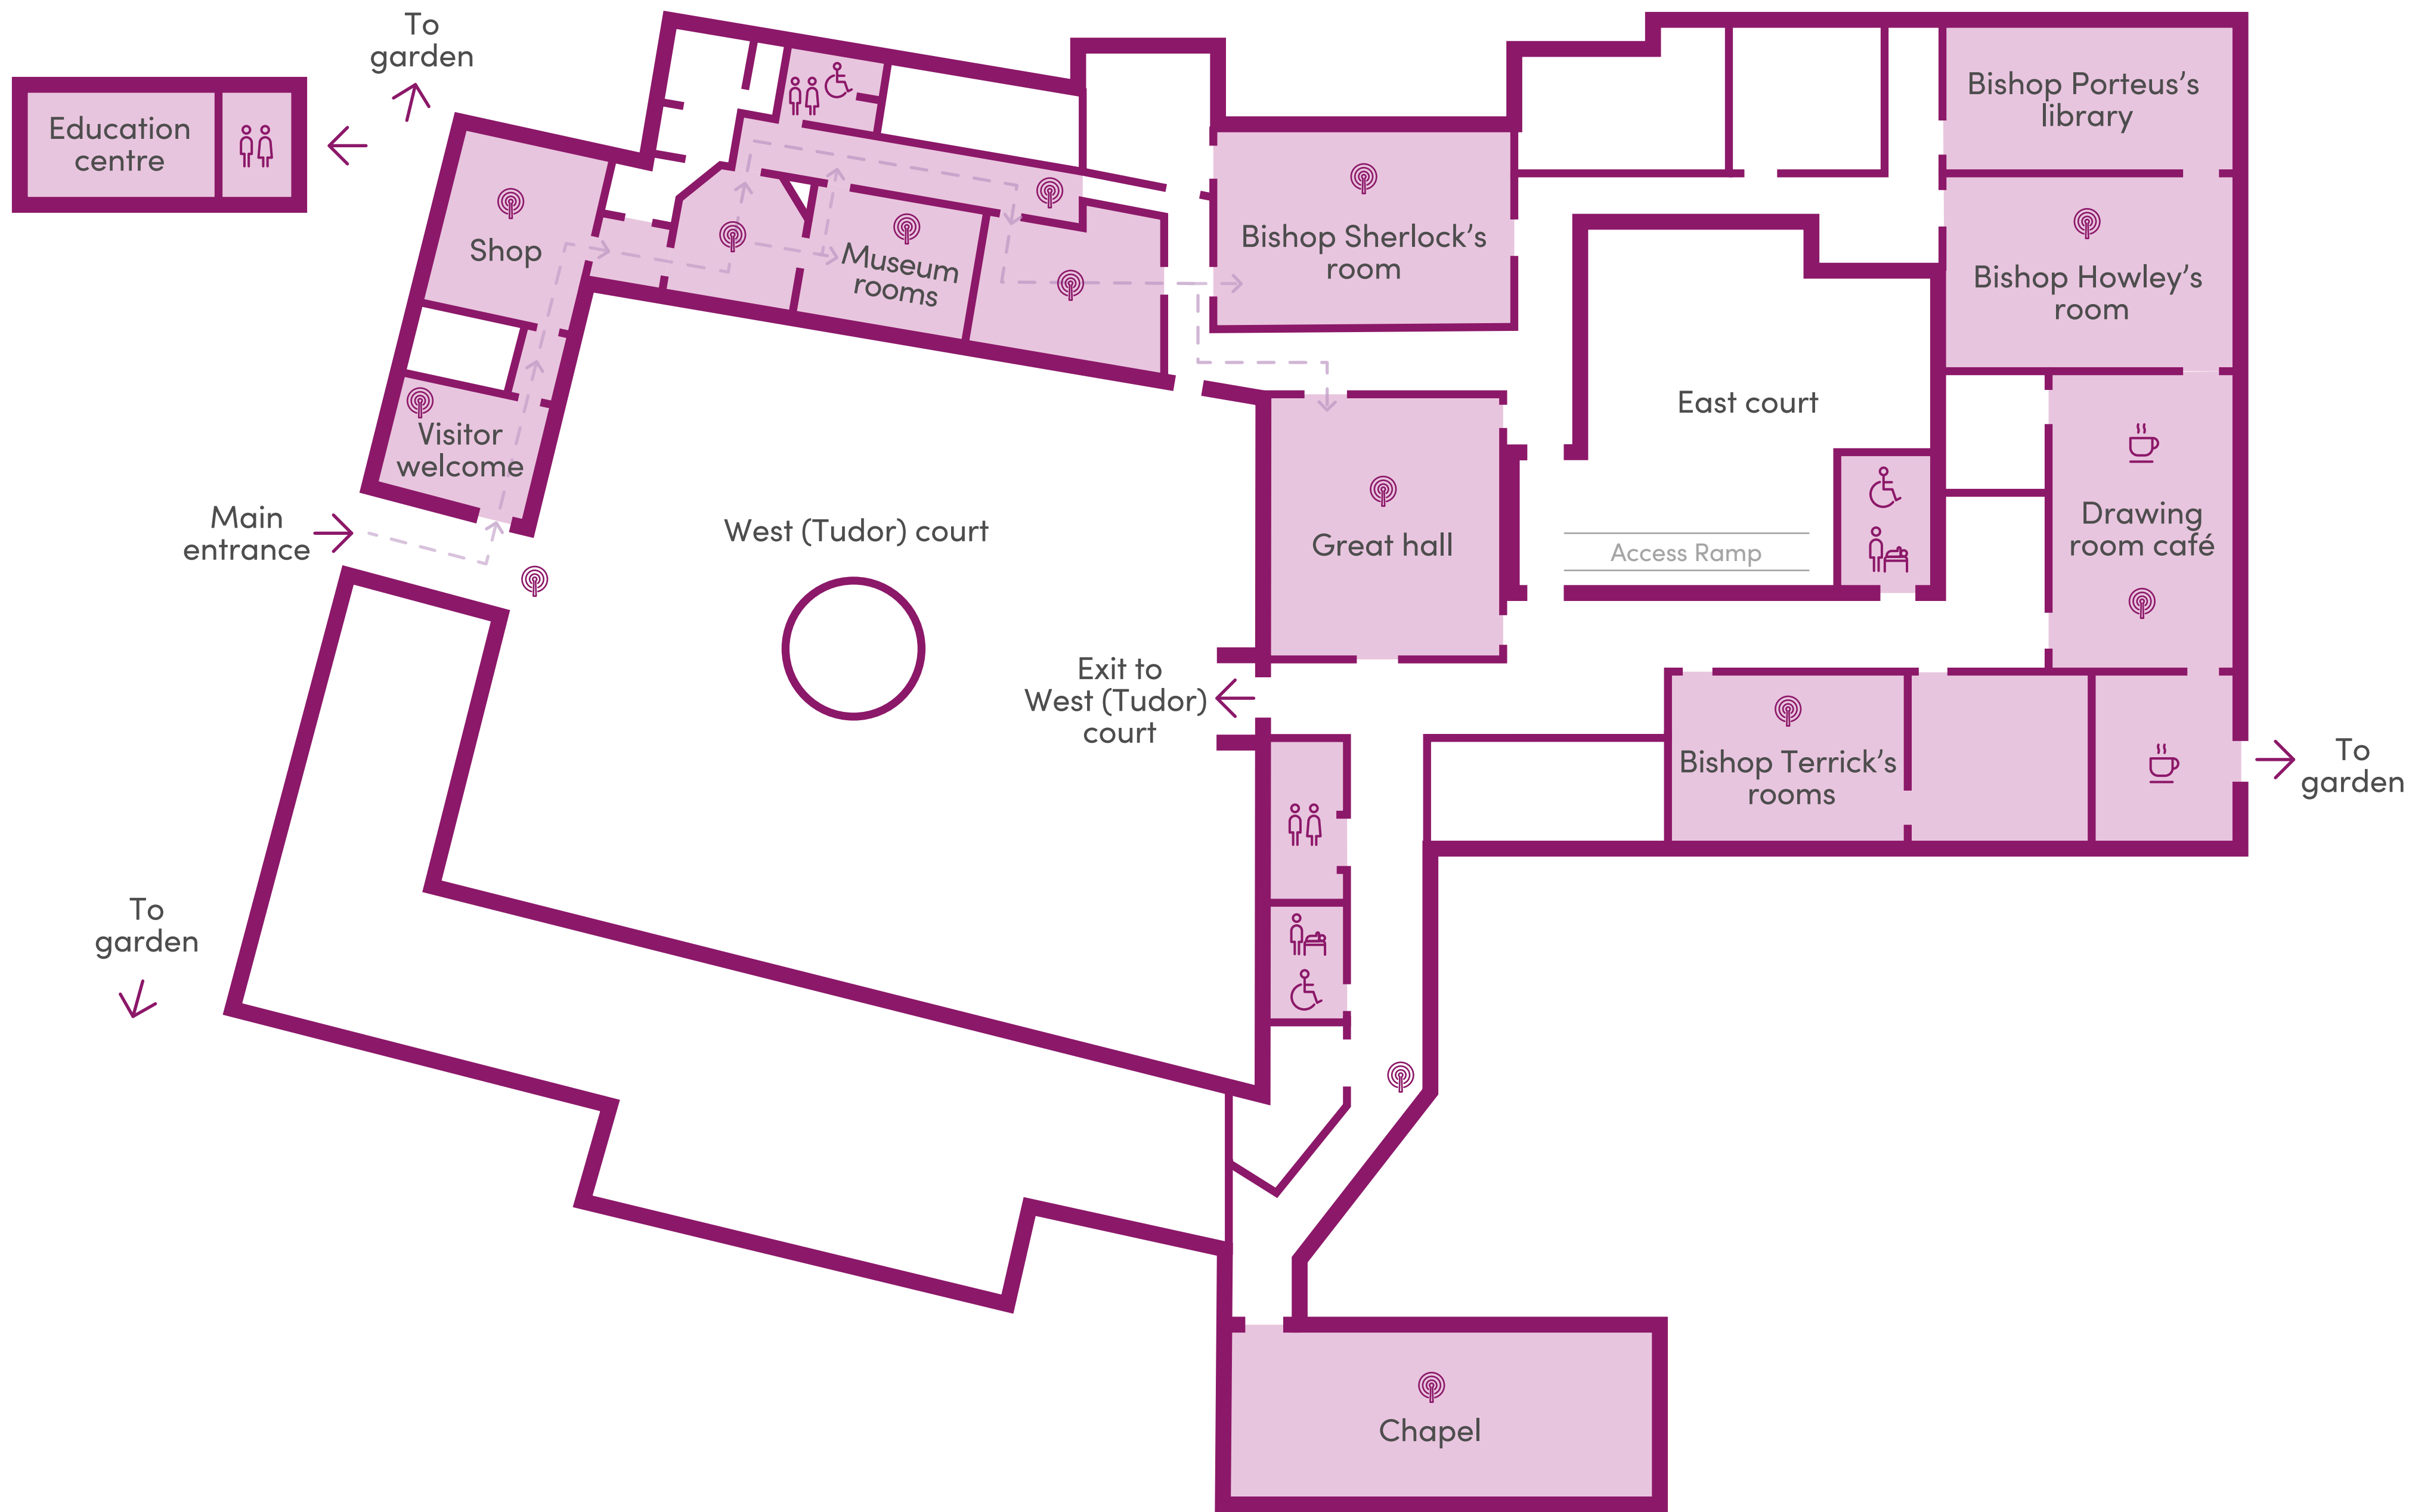 To
garden
Education
centre
Shop
Museum
rooms
Visitor
welcome
Main
entrance
West (Tudor) court
Bishop Sherlock’s
room
Bishop Porteus’s
library
Bishop Howley’s
room
East court
Great hall
Access Ramp
Drawing
room café
Exit to
West (Tudor)
court
Bishop Terrick’s
rooms
To
garden
To
garden
Chapel